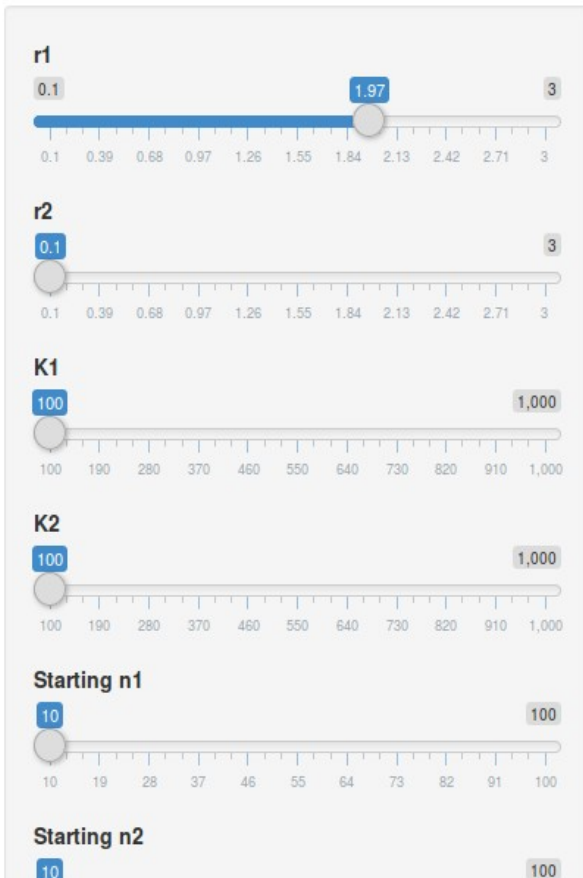 r1
0.1 1.97 3
0.1 0.39 0.68 0.97 1.26 1.55 1.84 2.13 2.42 2.71 3
r2
0.1 3
0.1 0.39 0.68 0.97 1.26 1.55 1.84 2.13 2.42 2.71 3
K1
100 1,000
100 190 280 370 460 550 640 730 820 910 1,000
K2
100 1,000
100 190 280 370 460 550 640 730 820 910 1,000
Starting n1
10 100
10 19 28 37 46 55 64 73 82 91 100
Starting n2
10 100